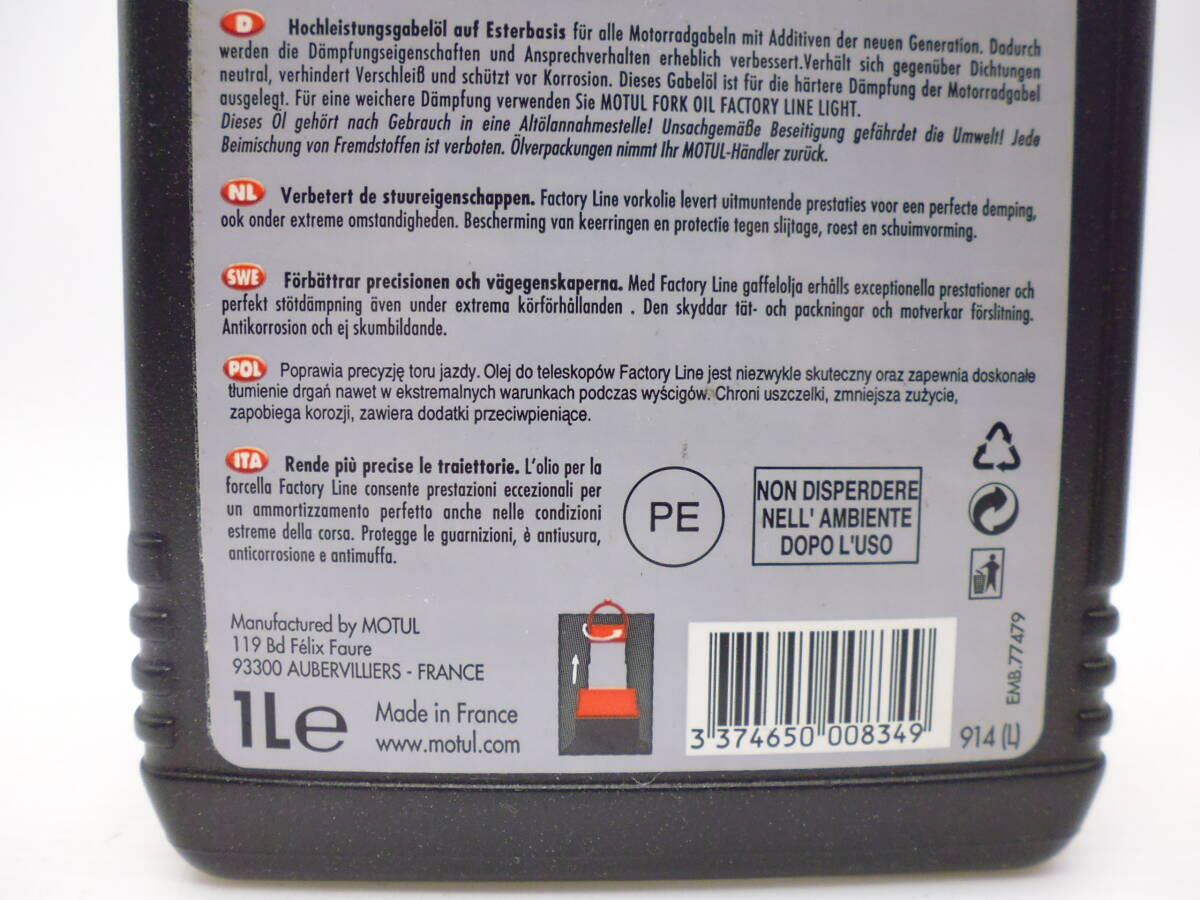 D Hochleistungsgabelöl auf Esterbasis für alle Motorradgabeln mit Additiven der neuen Generation. Dadurch
werden die Dämpfungseigenschaften und Ansprechverhalten erheblich verbessert.Verhält sich gegenüber Dichtungen
neutral, verhindert Verschleiß und schützt vor Korrosion. Dieses Gabelöl ist für die härtere Dämpfung der Motorradgabel
ausgelegt. Für eine weichere Dämpfung verwenden Sie MOTUL FORK OIL FACTORY LINE LIGHT.
Dieses Öl gehört nach Gebrauch in eine Altölannahmestelle! Unsachgemäße Beseitigung gefährdet die Umwelt! Jede
Beimischung von Fremdstoffen ist verboten. Ölverpackungen nimmt Ihr MOTUL-Händler zurück.
NL Verbetert de stuureigenschappen. Factory Line vorkolie levert uitmuntende prestaties voor een perfecte demping,
ook onder extreme omstandigheden. Bescherming van keerringen en protectie tegen slijtage, roest en schuimvorming.
SWE Förbättrar precisionen och vägegenskaperna. Med Factory Line gaffelolja erhålls exceptionella prestationer och
perfekt stötdämpning även under extrema körförhållanden . Den skyddar tät- och packningar och motverkar förslitning.
Antikorrosion och ej skumbildande.
POL Poprawia precyzję toru jazdy. Olej do teleskopów Factory Line jest niezwykle skuteczny oraz zapewnia doskonałe
tłumienie drgań nawet w ekstremalnych warunkach podczas wyścigów. Chroni uszczelki, zmniejsza zużycie,
zapobiega korozji, zawiera dodatki przeciwpieniące.
ITA Rende più precise le traiettorie. L'olio per la
forcella Factory Line consente prestazioni eccezionali per
un ammortizzamento perfetto anche nelle condizioni
estreme della corsa. Protegge le guarnizioni, è antiusura,
anticorrosione e antimuffa.
PE
NON DISPERDERE
NELL' AMBIENTE
DOPO L'USO
Manufactured by MOTUL
119 Bd Félix Faure
93300 AUBERVILLIERS - FRANCE
1L e
Made in France
www.motul.com
3 374650 008349
914 (L)
EMB.77479